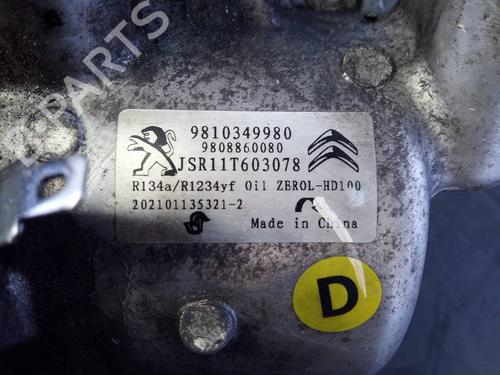 9810349980
9808860080
JSR11T603078
R134a/R1234yf Oil ZEROL-HD100
202101135321-2
Made in China
D